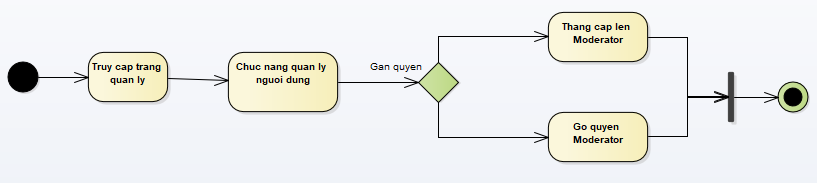 Truy cap trang
quan ly
Chuc nang quan ly
nguoi dung
Gan quyen
Thang cap len
Moderator
Go quyen
Moderator